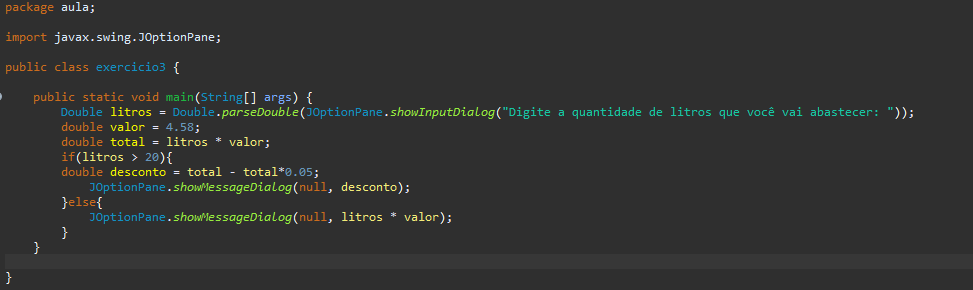 package aula;
import javax.swing.JOptionPane;
public class exercicio3 {
public static void main(String[] args) {
Double litros = Double.parseDouble(JOptionPane.showInputDialog("Digite a quantidade de litros que você vai abastecer: "));
double valor = 4.58;
double total = litros * valor;
if(litros > 20){
double desconto = total - total*0.05;
JOptionPane.showMessageDialog(null, desconto);
}else{
JOptionPane.showMessageDialog(null, litros * valor);
}
}
}